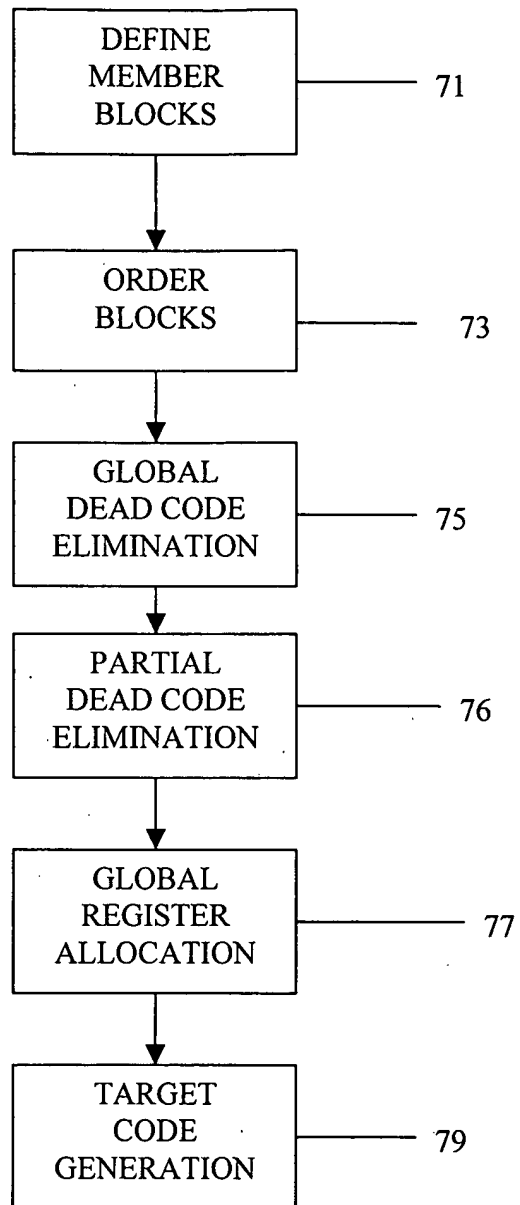 DEFINE
MEMBER
BLOCKS
71
ORDER
BLOCKS
73
GLOBAL
DEAD CODE
ELIMINATION
75
PARTIAL
DEAD CODE
ELIMINATION
76
GLOBAL
REGISTER
ALLOCATION
77
TARGET
CODE
GENERATION
79